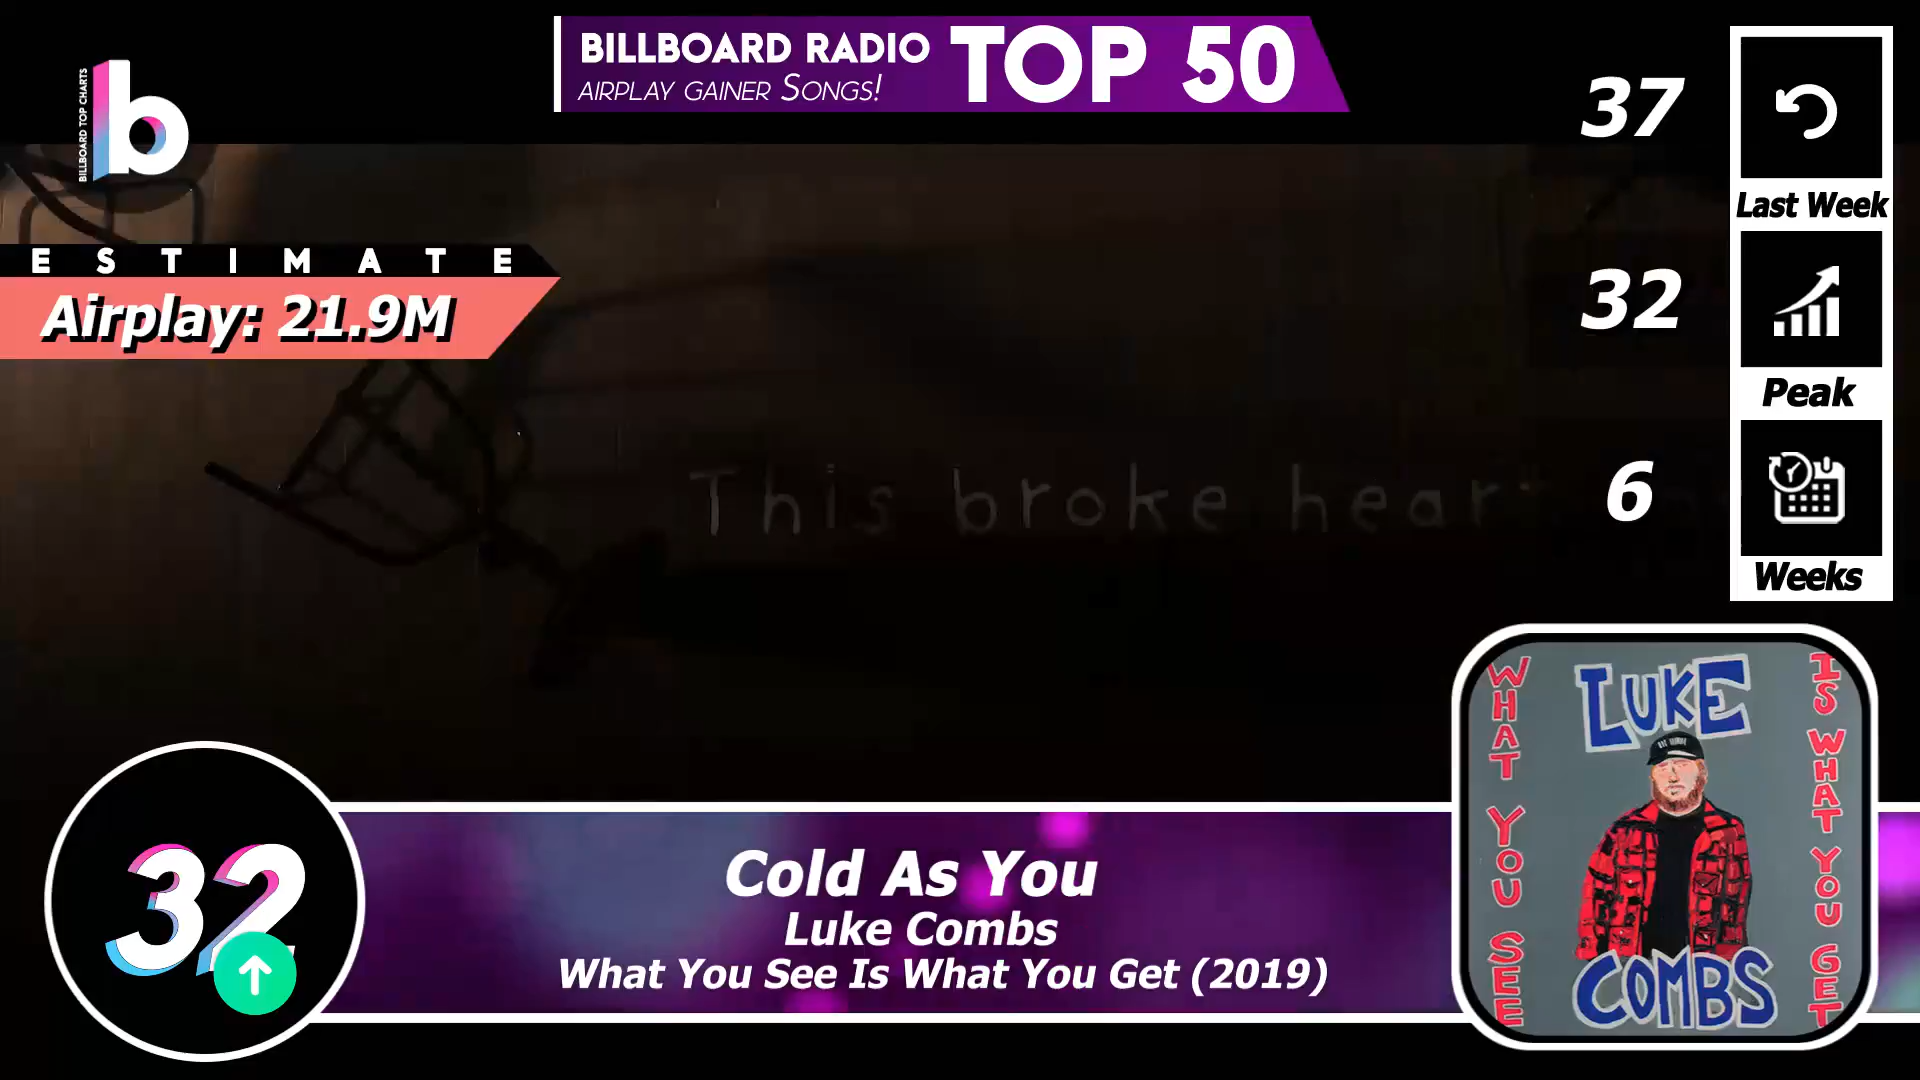 BILLBOARD RADIO
AIRPLAY GAINER SONGS!
TOP 50
BILLBOARD TOP CHARTS
b
37
Last Week
ESTIMATE
Airplay: 21.9M
32
Peak
This broke hear
6
Weeks
WHAT YOU SEE
LUKE
IS WHAT YOU GET
COMBS
32
Cold As You
Luke Combs
What You See Is What You Get (2019)